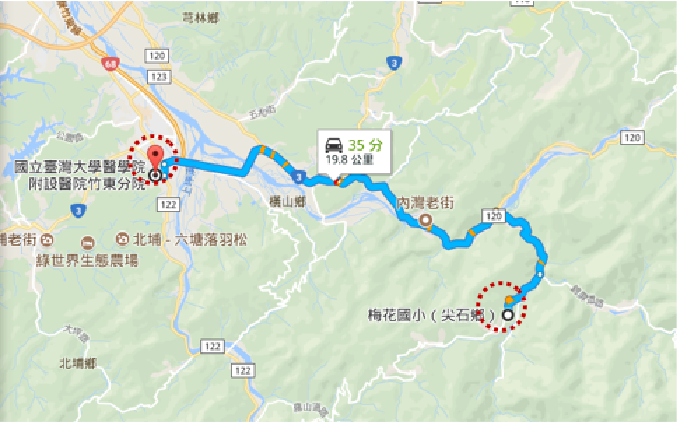 芎林鄉
120
68
123
3
35 分
19.8 公里
120
國立臺灣大學醫學院
附設醫院竹東分院
3
橫山鄉
122
內灣老街
3
120
埔老街
北埔 - 六塘落羽松
綠世界生態農場
梅花國小（尖石鄉）
122
北埔鄉
122